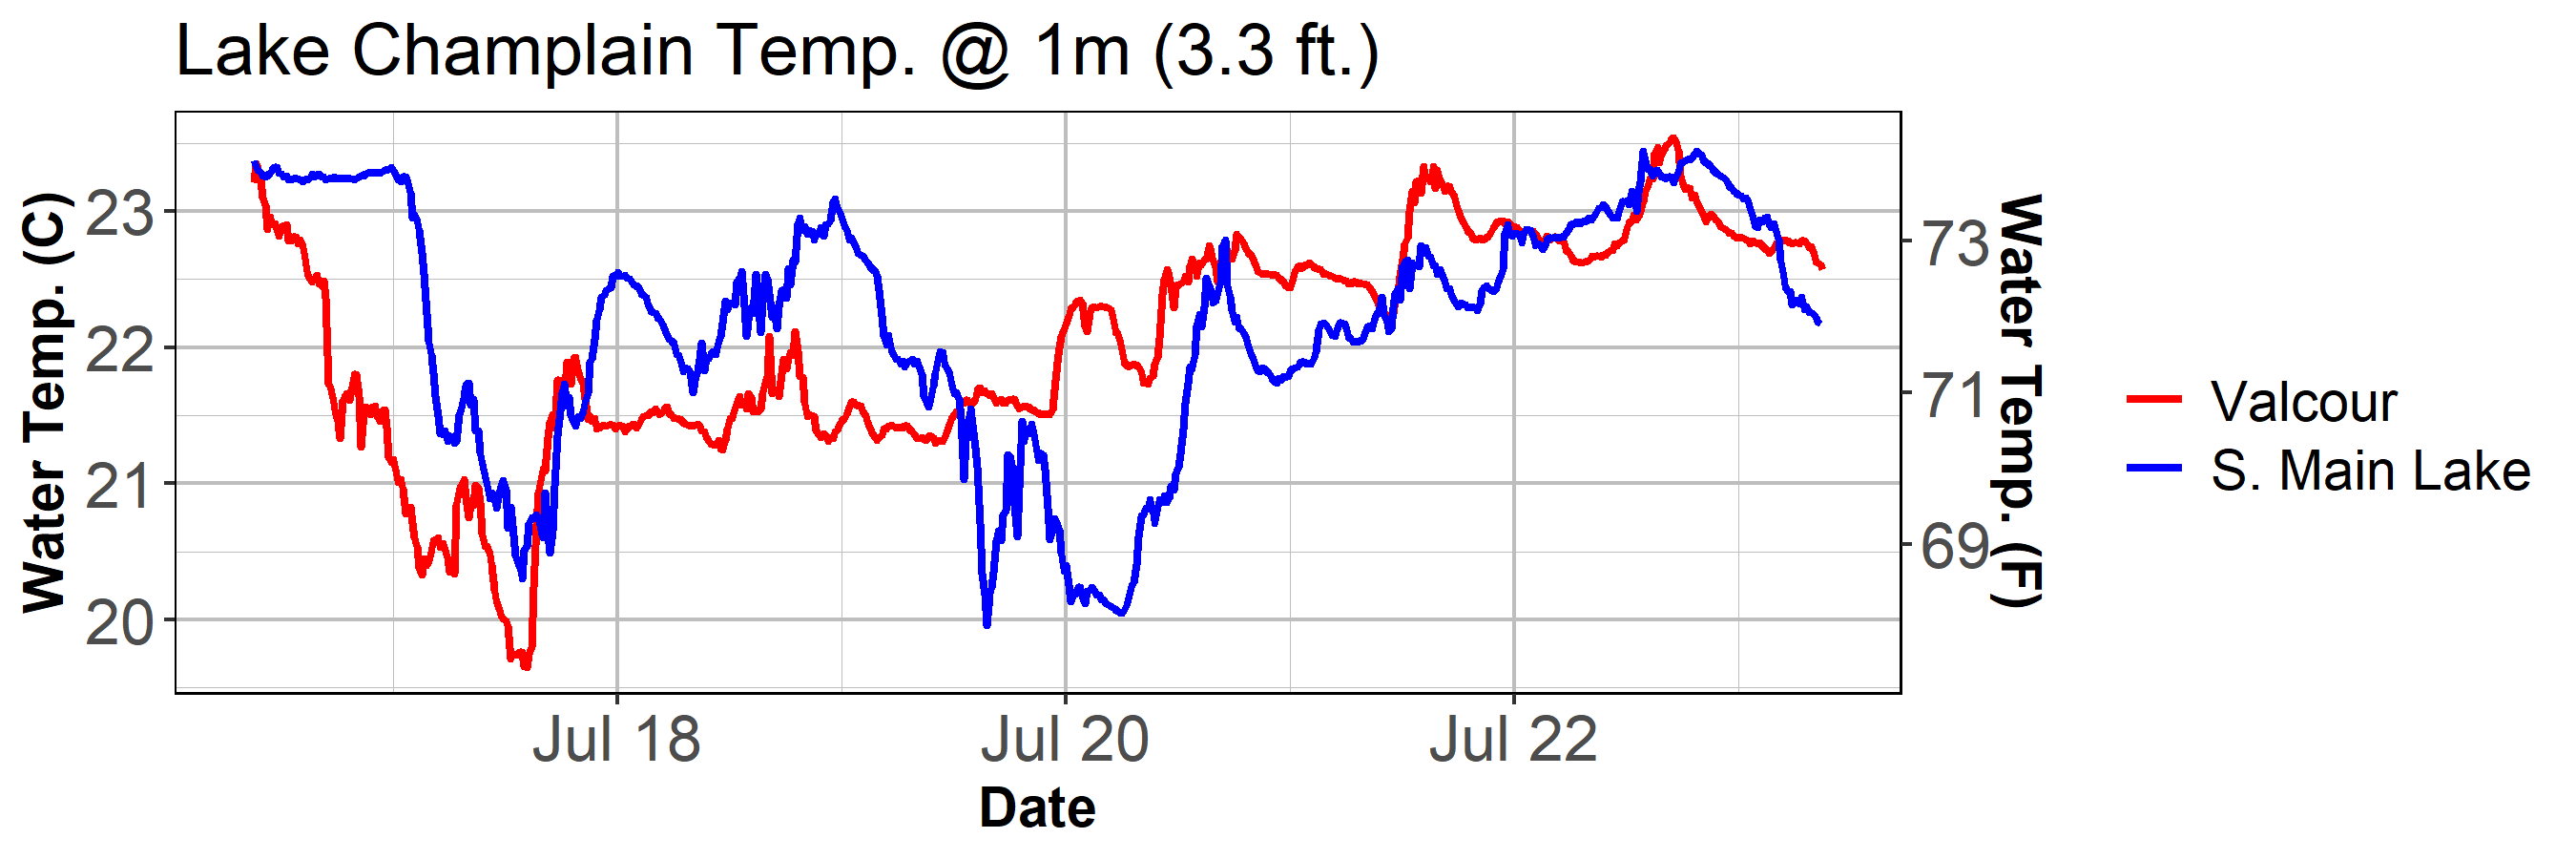 Lake Champlain Temp. @ 1m (3.3 ft.)
Water Temp. (C)
23
22
21
20
73
71
69
Water Temp. (F)
Jul 18
Jul 20
Jul 22
Date
Valcour
S. Main Lake